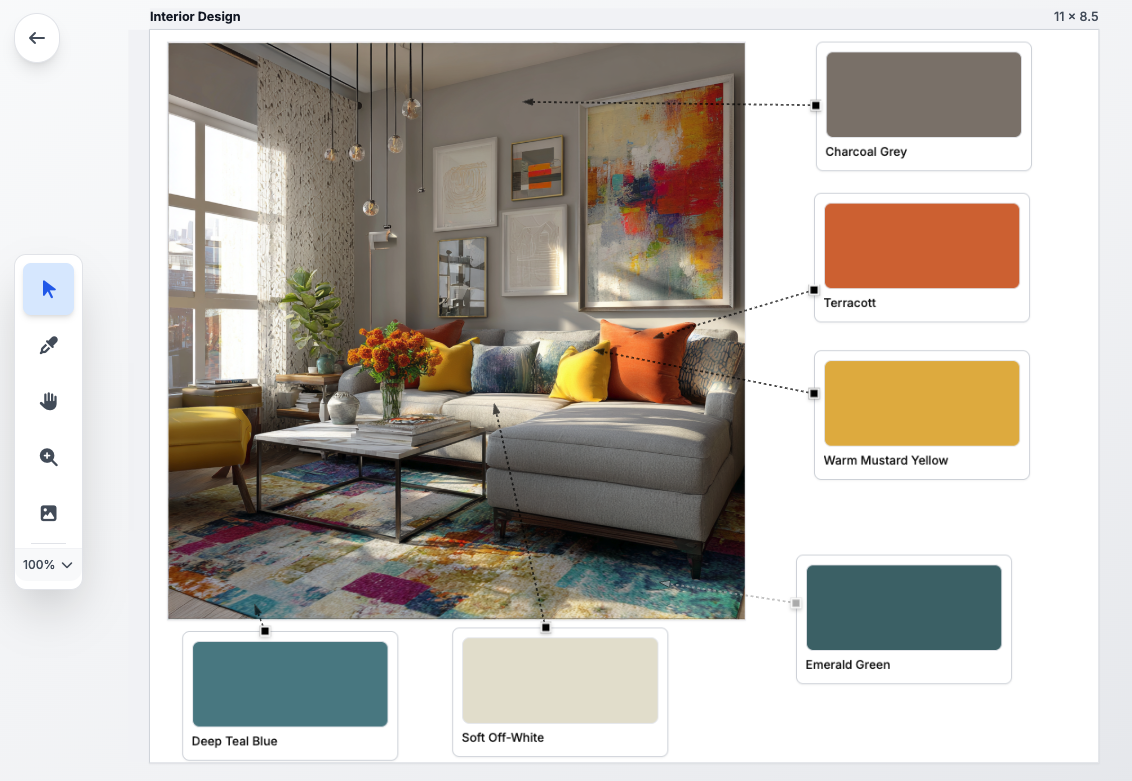 Interior Design
11 × 8.5
Charcoal Grey
Terracott
Warm Mustard Yellow
100%
Emerald Green
Deep Teal Blue
Soft Off-White